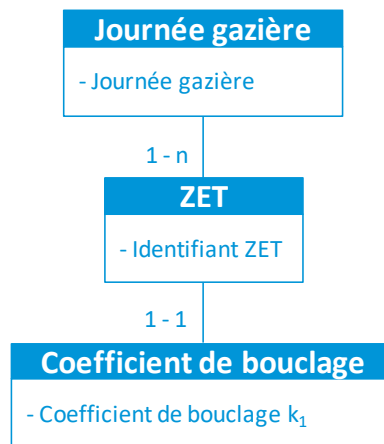 Journée gazière
- Journée gazière
1 - n
ZET
- Identifiant ZET
1 - 1
Coefficient de bouclage
- Coefficient de bouclage k₁